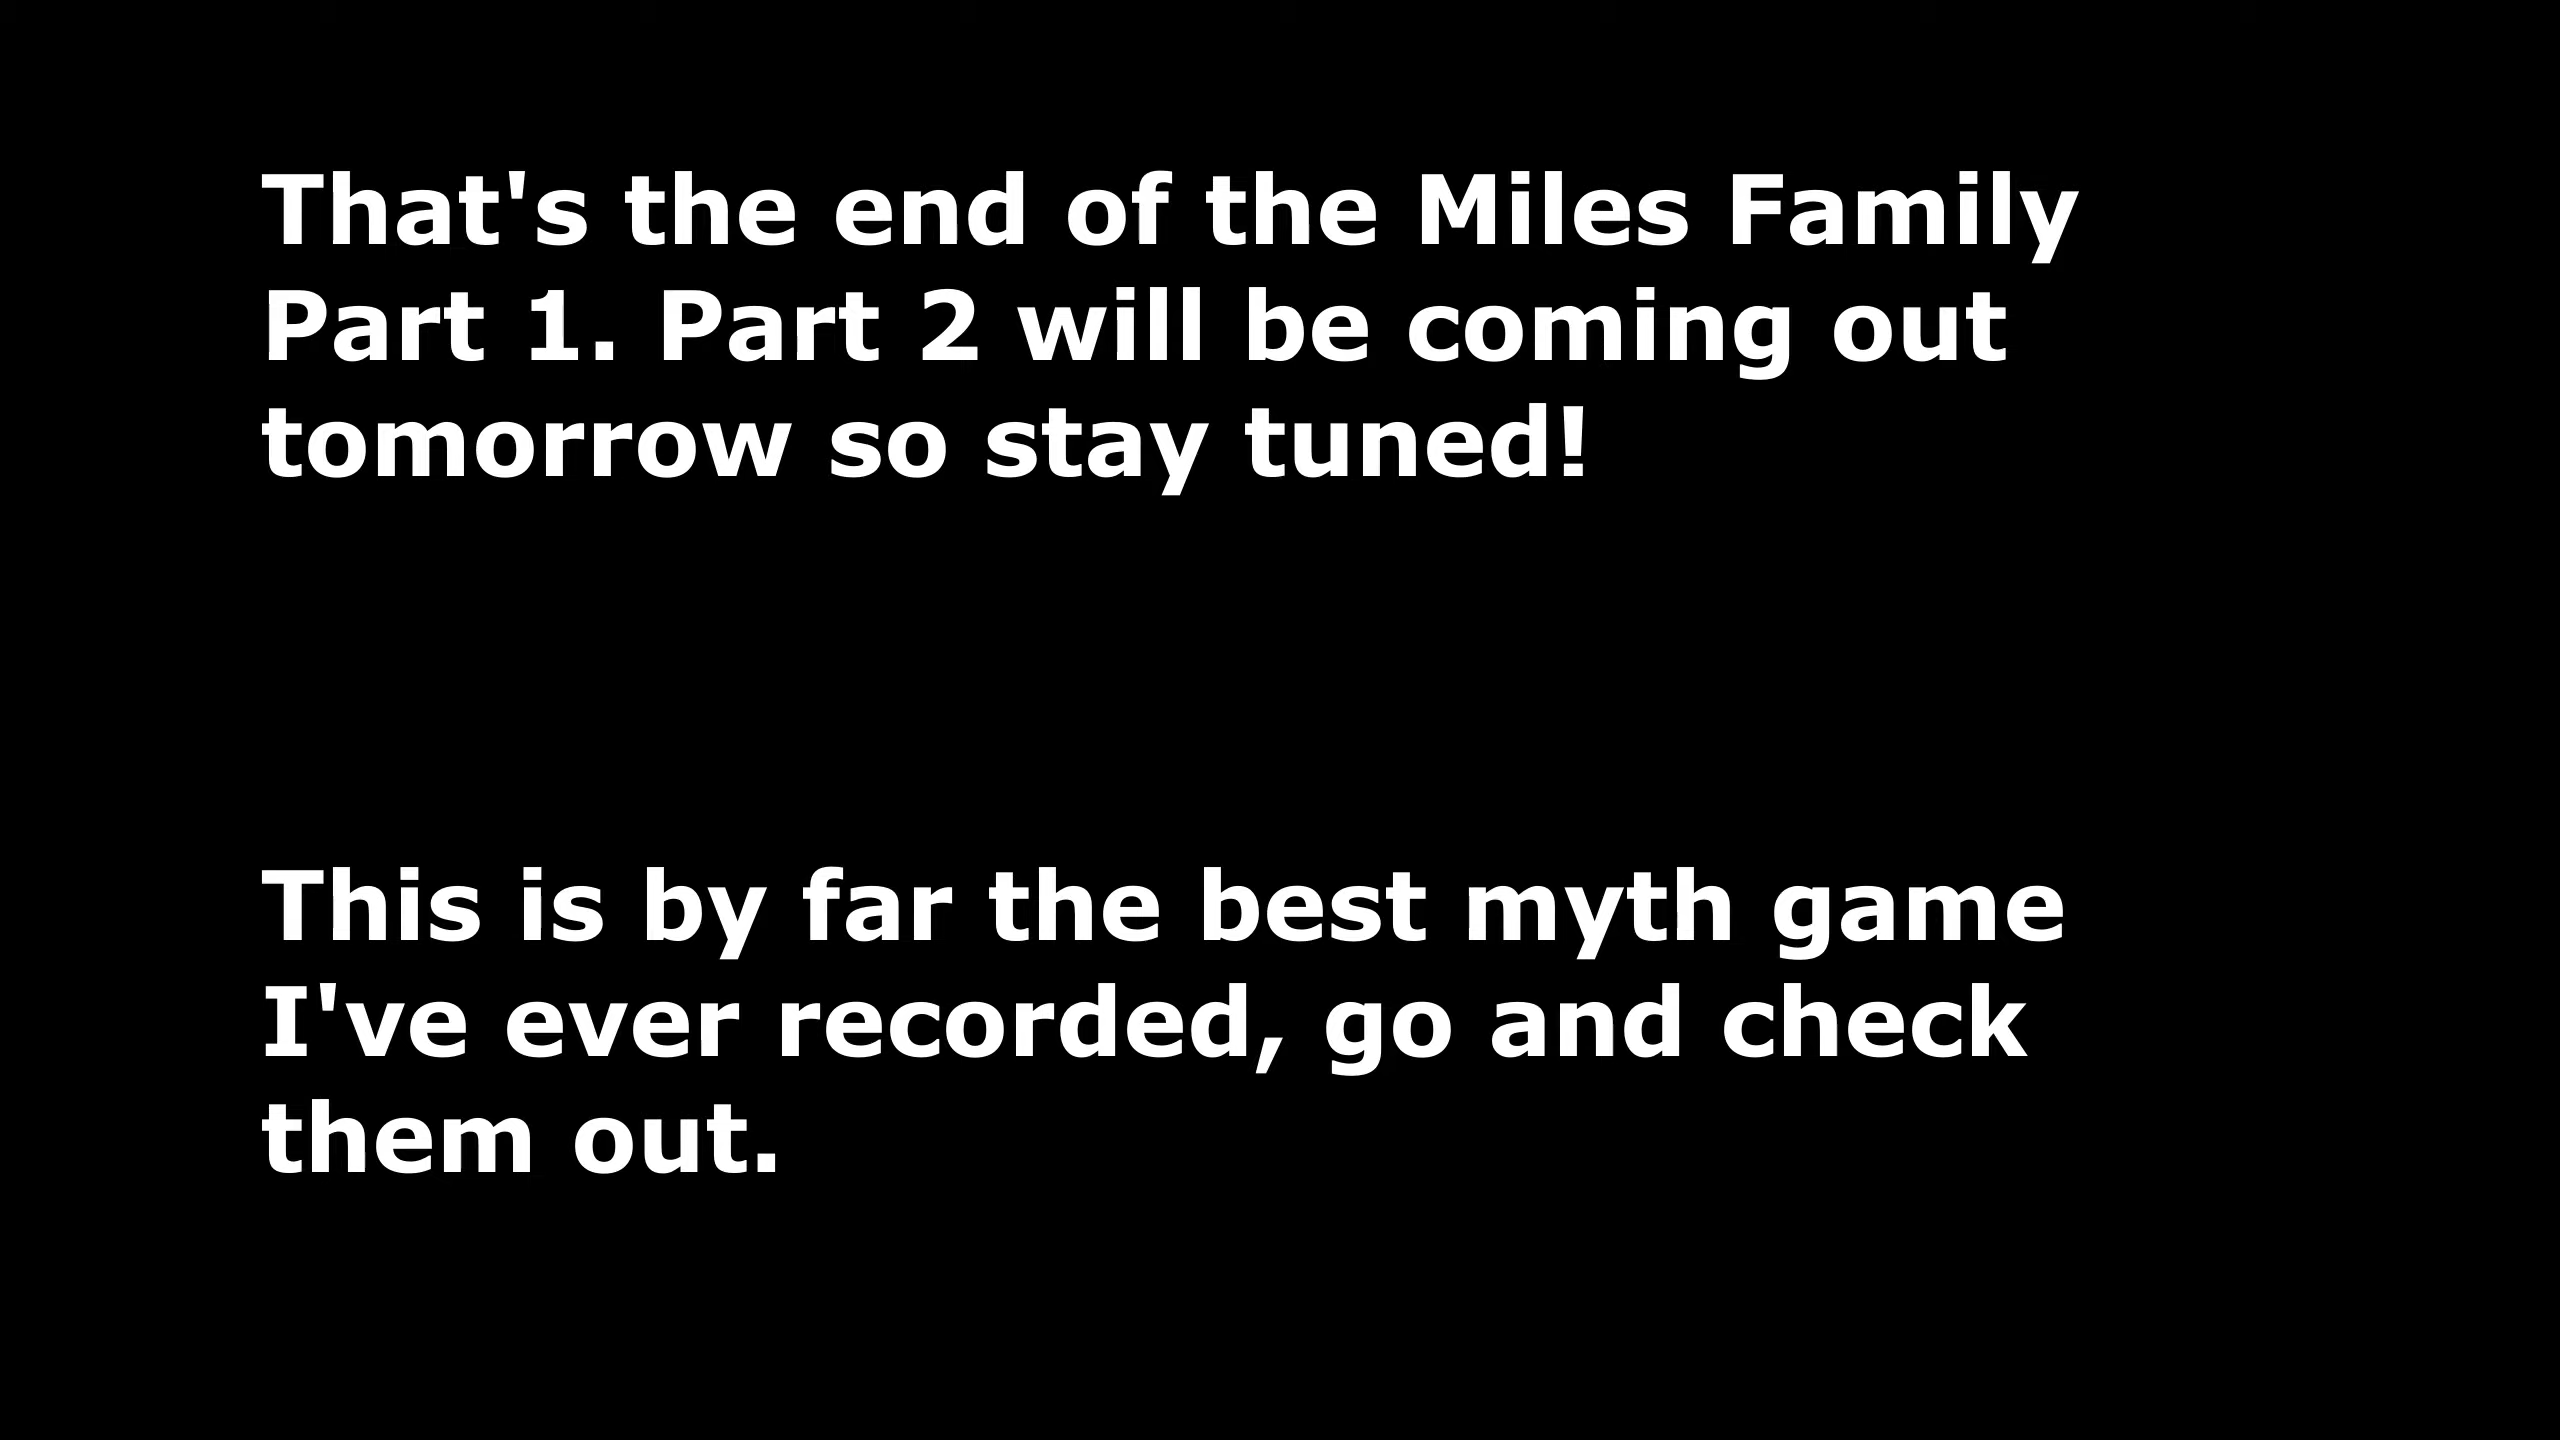 That's the end of the Miles Family
Part 1. Part 2 will be coming out
tomorrow so stay tuned!
This is by far the best myth game
I've ever recorded, go and check
them out.